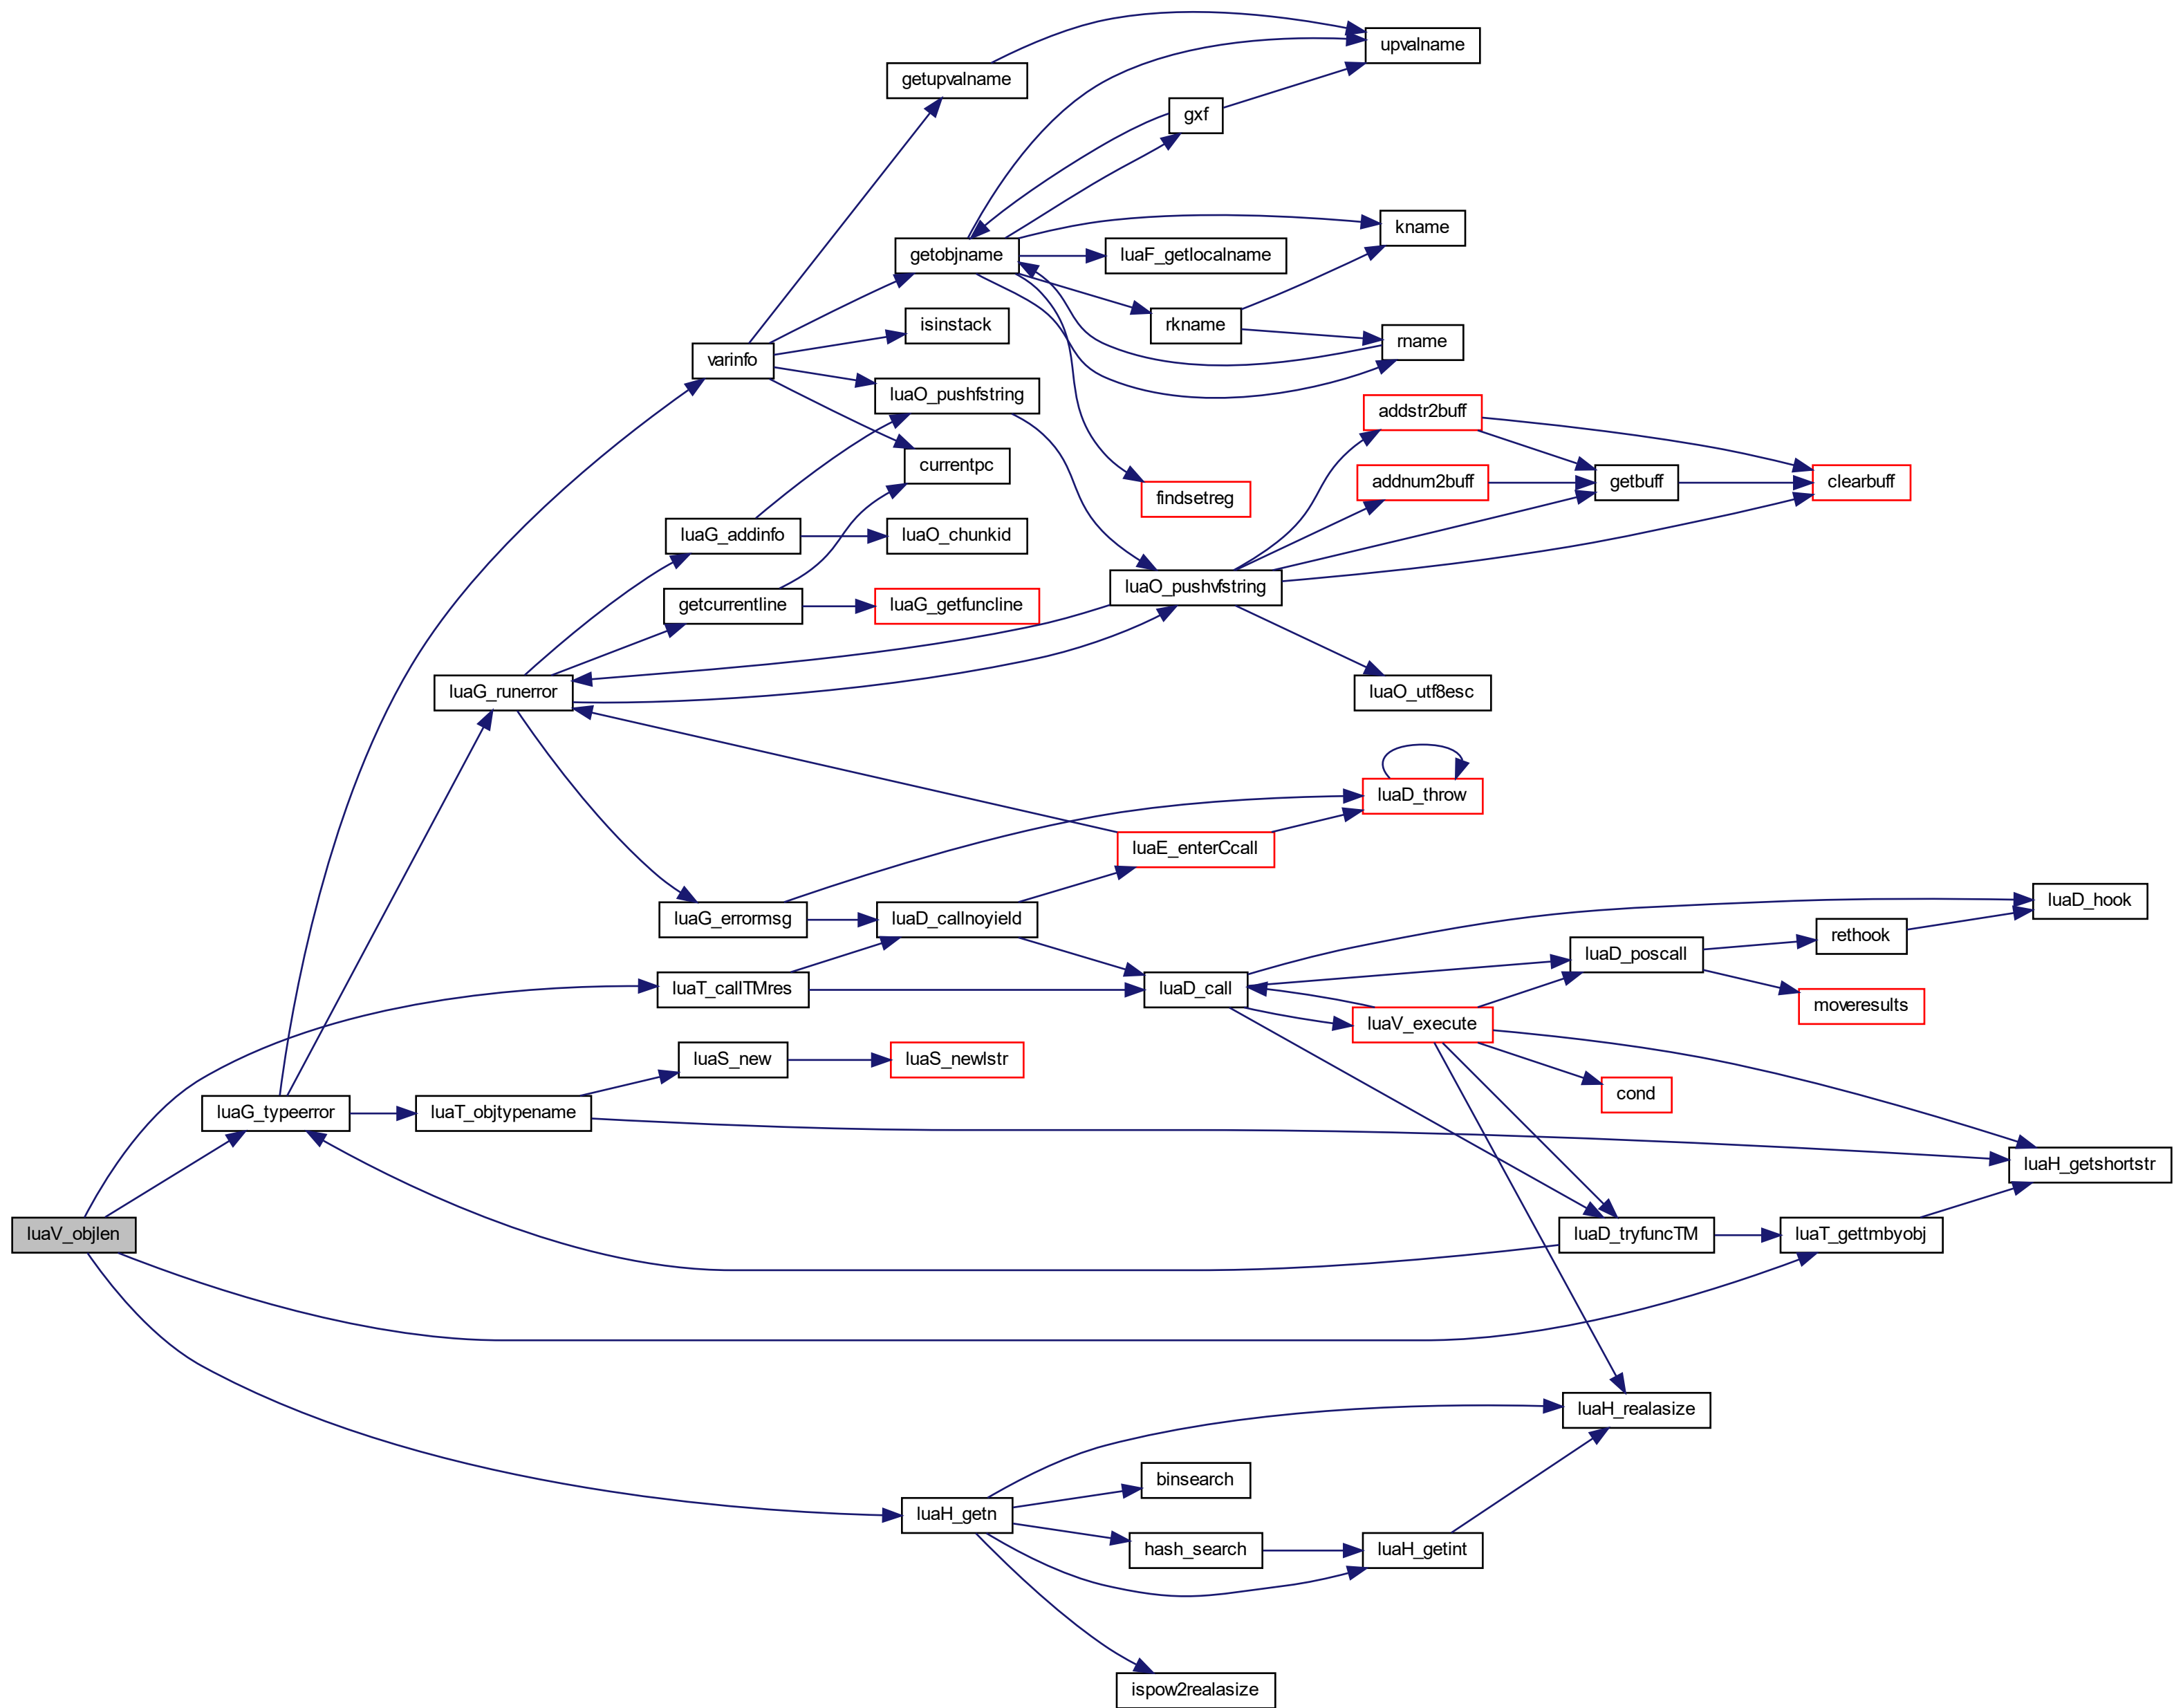 upvalname
getupvalname
gxf
kname
getobjname
luaF_getlocalname
isinstack
rkname
rname
varinfo
luaO_pushfstring
addstr2buff
currentpc
addnum2buff
getbuff
clearbuff
findsetreg
luaG_addinfo
luaO_chunkid
luaO_pushvfstring
getcurrentline
luaG_getfuncline
luaG_runerror
luaO_utf8esc
luaD_throw
luaE_enterCcall
luaG_errormsg
luaD_callnoyield
luaD_hook
rethook
luaD_poscall
luaT_callTMres
luaD_call
moveresults
luaV_execute
luaS_new
luaS_newlstr
cond
luaG_typeerror
luaT_objtypename
luaH_getshortstr
luaV_objlen
luaD_tryfuncTM
luaT_gettmbyobj
luaH_realasize
binsearch
luaH_getn
hash_search
luaH_getint
ispow2realasize